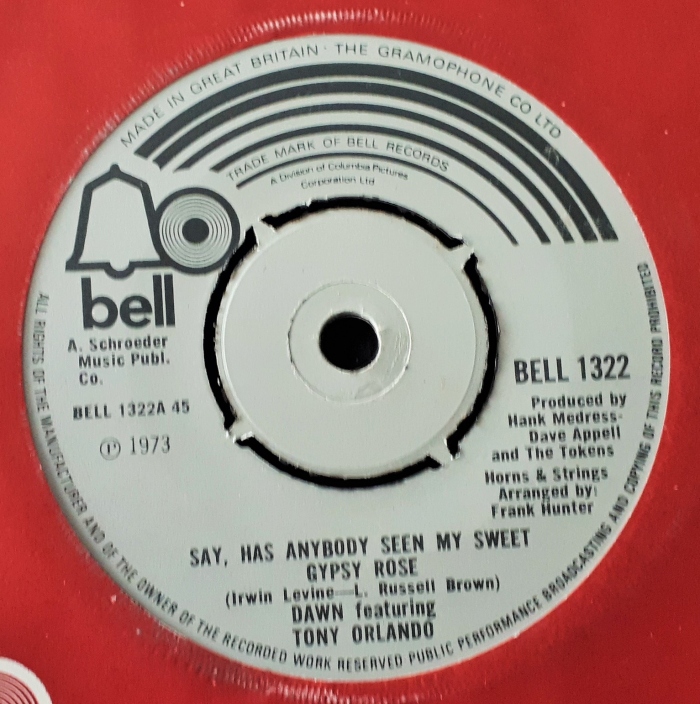 MADE IN GREAT BRITAIN · THE GRAMOPHONE CO LTD
TRADE MARK OF BELL RECORDS
A Division of Columbia Pictures
Corporation Ltd
bell
A. Schroeder
Music Publ.
Co.
BELL 1322A 45
Ⓟ 1973
BELL 1322
Produced by
Hank Medress-
Dave Appell
and The Tokens
Horns & Strings
Arranged by:
Frank Hunter
SAY, HAS ANYBODY SEEN MY SWEET
GYPSY ROSE
(Irwin Levine—L. Russell Brown)
DAWN featuring
TONY ORLANDO
ALL RIGHTS OF THE MANUFACTURER AND OF THE OWNER OF THE RECORDED WORK RESERVED PUBLIC PERFORMANCE BROADCASTING AND COPYING OF THIS RECORD PROHIBITED